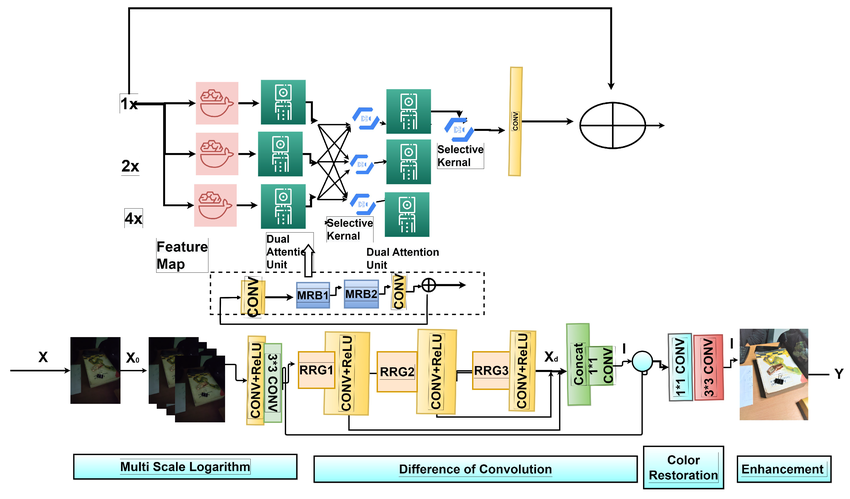 1x
2x
4x
CONV
Selective
Kernal
Feature
Map
Dual
Attention
Unit
Selective
Kernel
Dual Attention
Unit
CONV
MRB1
MRB2
CONV
X
X₀
CONV+ReLU
3*3 CONV
RRG1
CONV+ReLU
RRG2
CONV+ReLU
RRG3
CONV+ReLU
X_d
Concat
1*1
CONV
I
1*1 CONV
3*3 CONV
I
Y
Multi Scale Logarithm
Difference of Convolution
Color
Restoration
Enhancement